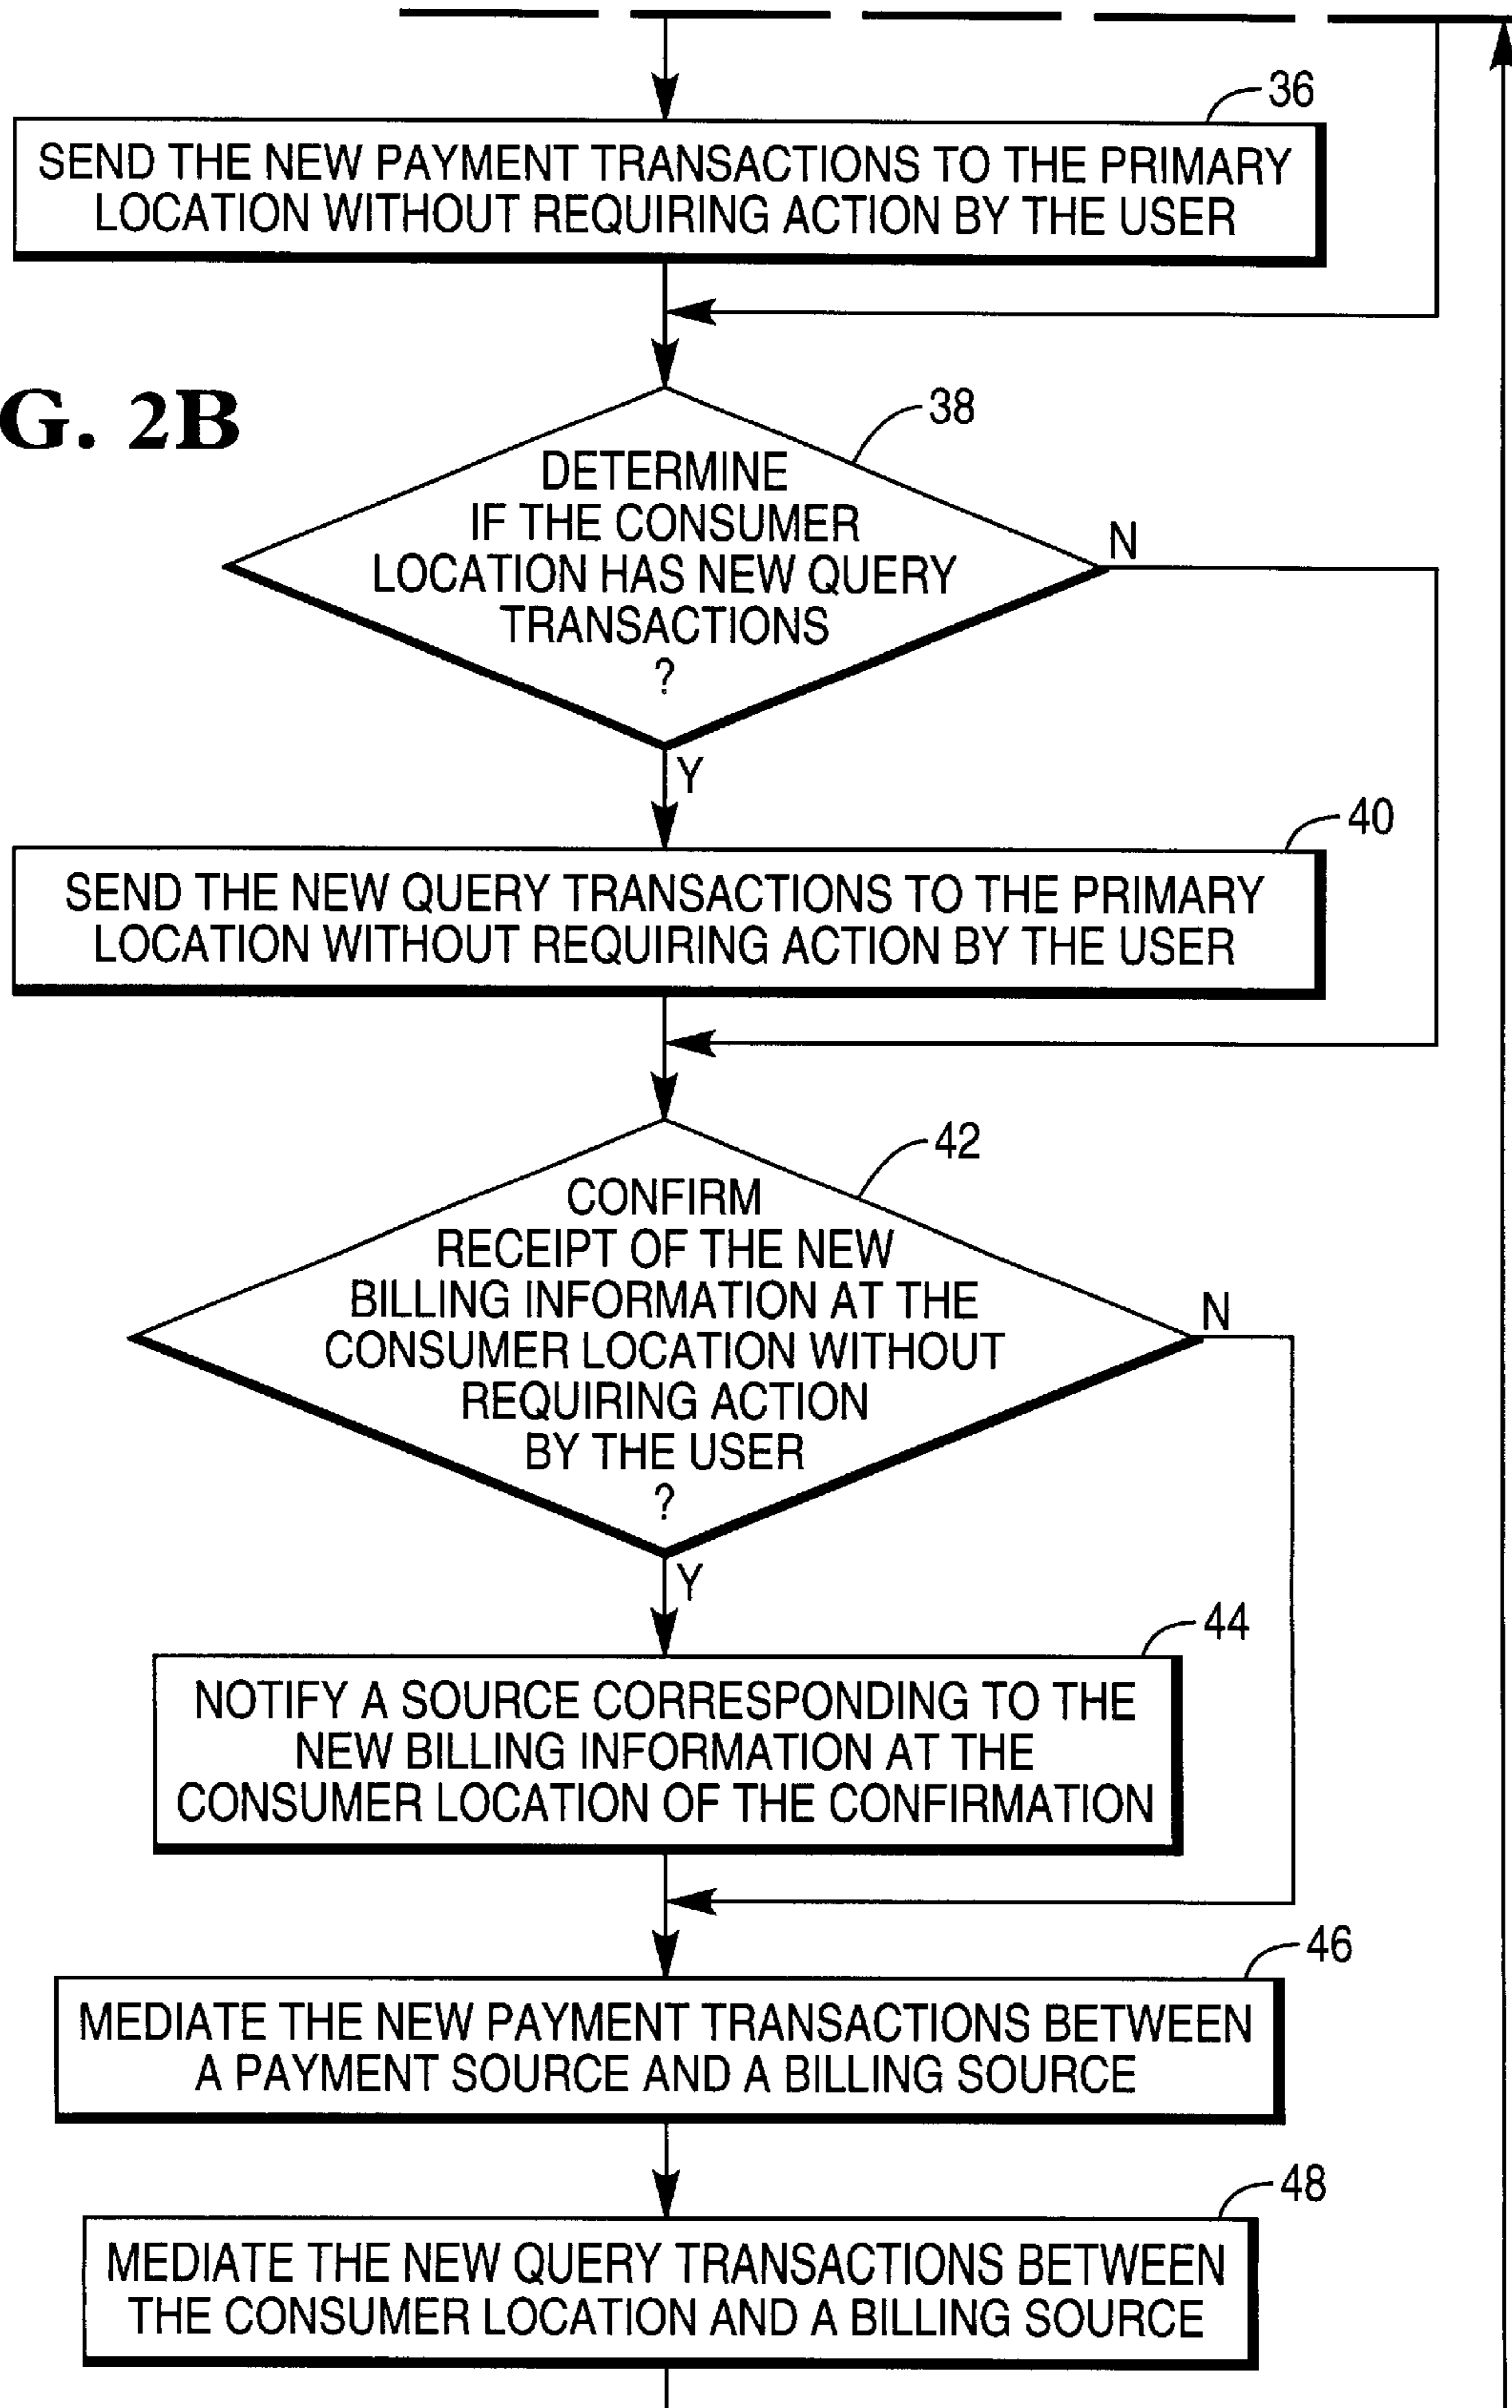 36
SEND THE NEW PAYMENT TRANSACTIONS TO THE PRIMARY
LOCATION WITHOUT REQUIRING ACTION BY THE USER
G. 2B
38
DETERMINE
IF THE CONSUMER
LOCATION HAS NEW QUERY
TRANSACTIONS
?
N
Y
40
SEND THE NEW QUERY TRANSACTIONS TO THE PRIMARY
LOCATION WITHOUT REQUIRING ACTION BY THE USER
42
CONFIRM
RECEIPT OF THE NEW
BILLING INFORMATION AT THE
CONSUMER LOCATION WITHOUT
REQUIRING ACTION
BY THE USER
?
N
Y
44
NOTIFY A SOURCE CORRESPONDING TO THE
NEW BILLING INFORMATION AT THE
CONSUMER LOCATION OF THE CONFIRMATION
46
MEDIATE THE NEW PAYMENT TRANSACTIONS BETWEEN
A PAYMENT SOURCE AND A BILLING SOURCE
48
MEDIATE THE NEW QUERY TRANSACTIONS BETWEEN
THE CONSUMER LOCATION AND A BILLING SOURCE